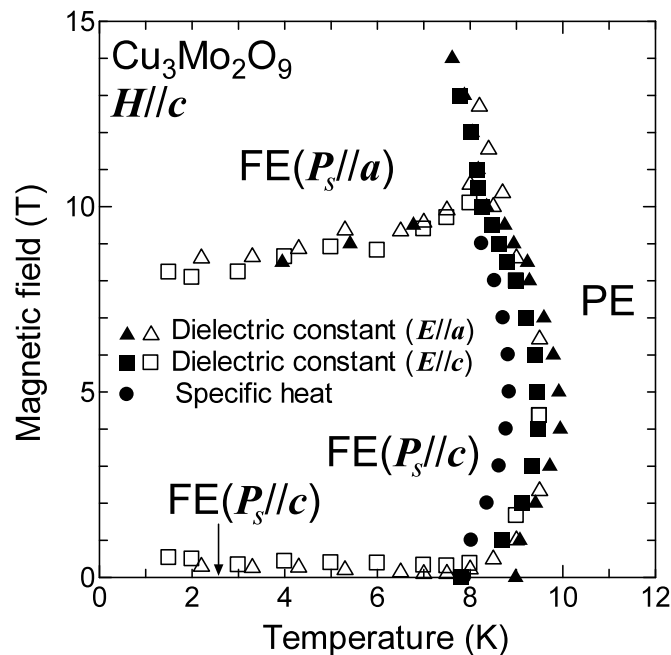 Cu3Mo2O9
H//c
FE(Ps//a)
PE
▲ △ Dielectric constant (E//a)
■ □ Dielectric constant (E//c)
● Specific heat
FE(Ps//c)
FE(Ps//c)
Magnetic field (T)
15
10
5
0
0 2 4 6 8 10 12
Temperature (K)